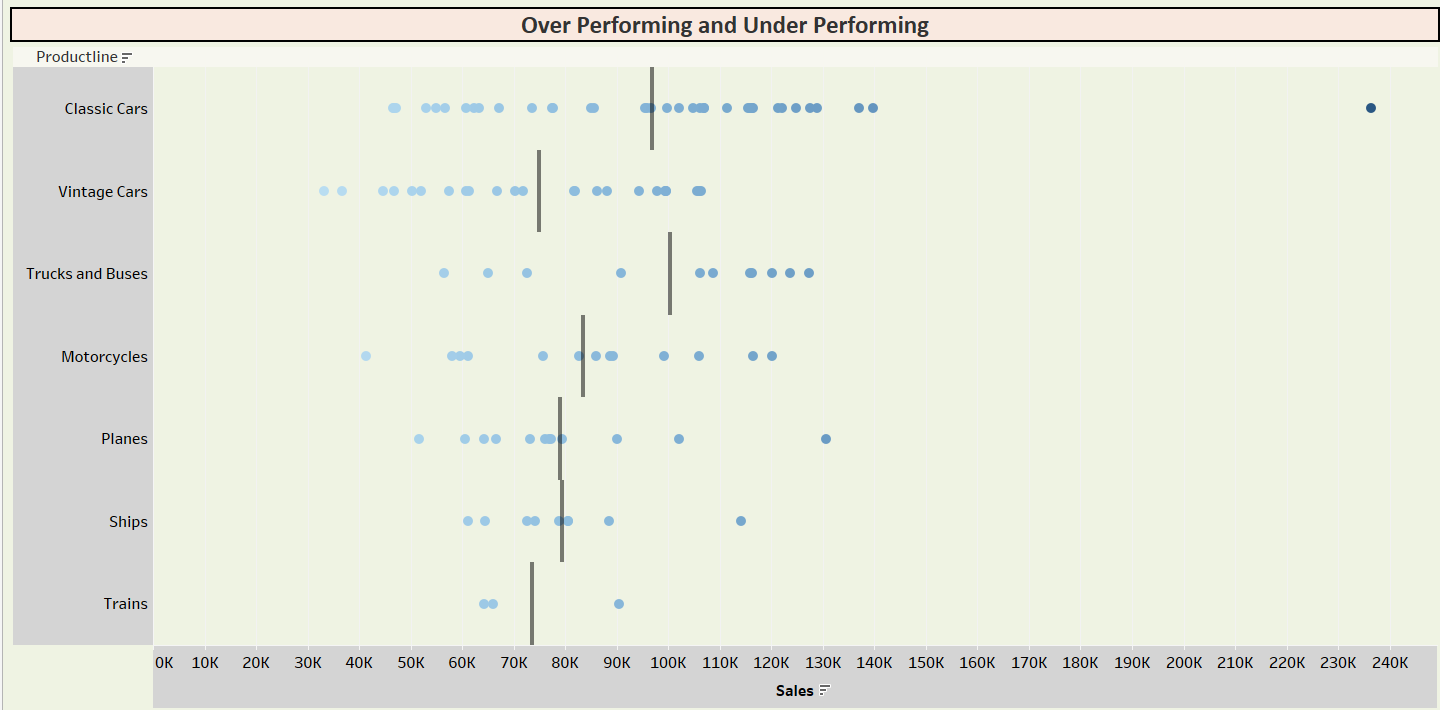 Over Performing and Under Performing
Productline
Classic Cars
Vintage Cars
Trucks and Buses
Motorcycles
Planes
Ships
Trains
0K 10K 20K 30K 40K 50K 60K 70K 80K 90K 100K 110K 120K 130K 140K 150K 160K 170K 180K 190K 200K 210K 220K 230K 240K
Sales